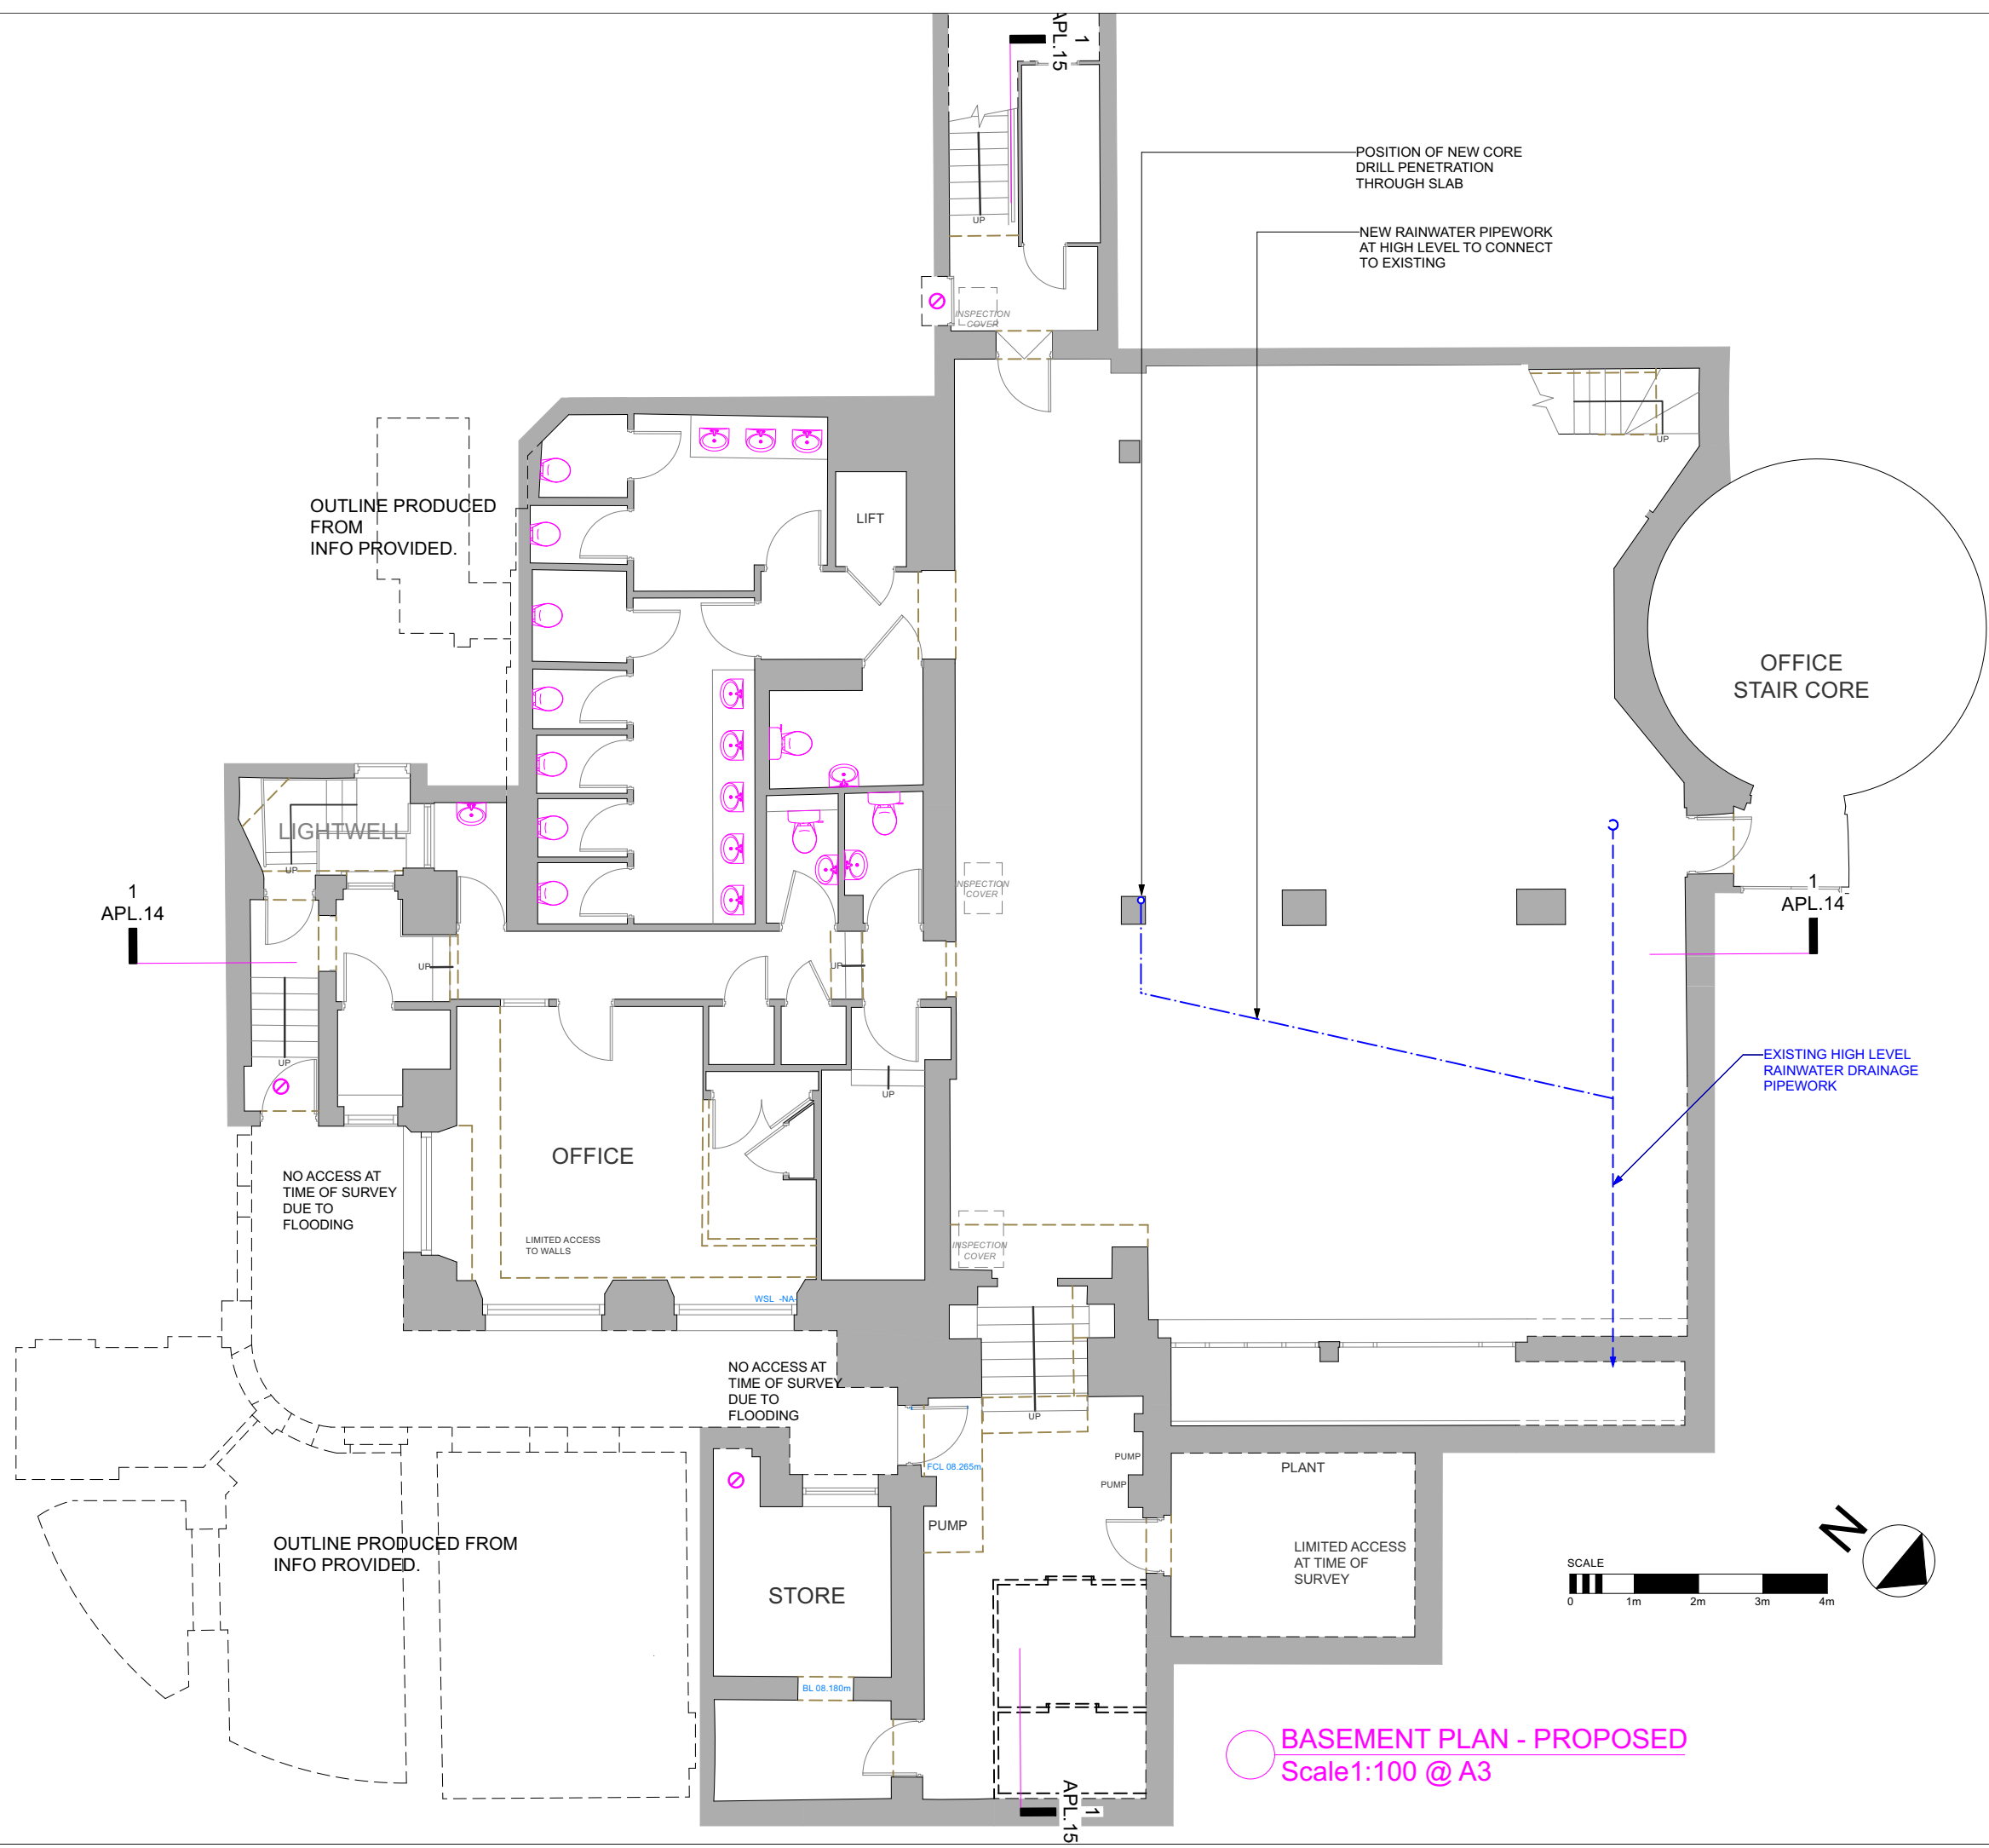 1
APL.15
POSITION OF NEW CORE
DRILL PENETRATION
THROUGH SLAB
NEW RAINWATER PIPEWORK
AT HIGH LEVEL TO CONNECT
TO EXISTING
UP
INSPECTION
COVER
UP
OUTLINE PRODUCED
FROM
INFO PROVIDED.
LIFT
OFFICE
STAIR CORE
LIGHTWELL
UP
INSPECTION
COVER
1
APL.14
1
APL.14
UP
UP
UP
UP
EXISTING HIGH LEVEL
RAINWATER DRAINAGE
PIPEWORK
OFFICE
NO ACCESS AT
TIME OF SURVEY
DUE TO
FLOODING
LIMITED ACCESS
TO WALLS
INSPECTION
COVER
WSL -NA-
NO ACCESS AT
TIME OF SURVEY
DUE TO
FLOODING
UP
FCL 08.265m
PUMP
PUMP
PLANT
PUMP
OUTLINE PRODUCED FROM
INFO PROVIDED.
LIMITED ACCESS
AT TIME OF
SURVEY
STORE
N
SCALE
0 1m 2m 3m 4m
BL 08.180m
BASEMENT PLAN - PROPOSED
Scale1:100 @ A3
1
APL.15